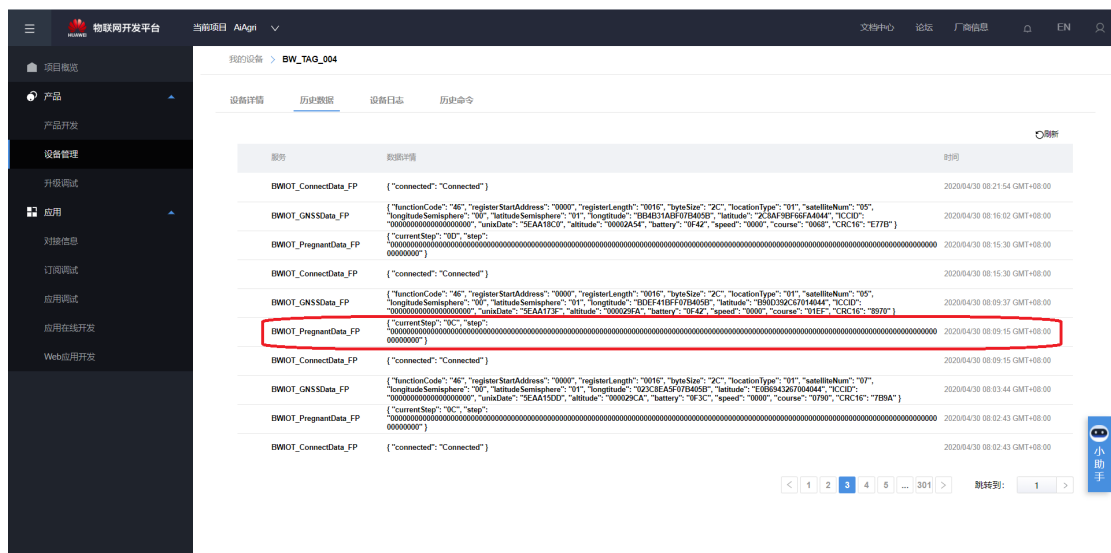 HUAWEI 物联网开发平台 当前项目 AiAgri 文档中心 论坛 厂商信息 EN
项目概览
产品
产品开发
设备管理
升级调试
应用
对接信息
订阅调试
应用调试
应用在线开发
Web应用开发
我的设备 > BW_TAG_004
设备详情 历史数据 设备日志 历史命令
刷新
服务 数据详情 时间
BWIOT_ConnectData_FP { "connected": "Connected" } 2020/04/30 08:21:54 GMT+08:00
{ "functionCode": "46", "registerStartAddress": "0000", "registerLength": "0016", "byteSize": "2C", "locationType": "01", "satelliteNum": "05",
BWIOT_GNSSData_FP "longitudeSemisphere": "00", "latitudeSemisphere": "01", "longtitude": "BB4B31ABF07B405B", "latitude": "2C8AF9BF66FA4044", "ICCID": 2020/04/30 08:16:02 GMT+08:00
"00000000000000000000", "unixDate": "5EAA18C0", "altitude": "00002A54", "battery": "0F42", "speed": "0000", "course": "0068", "CRC16": "E77B" }
{ "currentStep": "0D", "step":
BWIOT_PregnantData_FP 2020/04/30 08:15:30 GMT+08:00
00000000" }
BWIOT_ConnectData_FP { "connected": "Connected" } 2020/04/30 08:15:30 GMT+08:00
{ "functionCode": "46", "registerStartAddress": "0000", "registerLength": "0016", "byteSize": "2C", "locationType": "01", "satelliteNum": "05",
BWIOT_GNSSData_FP "longitudeSemisphere": "00", "latitudeSemisphere": "01", "longtitude": "BDEF41BFF07B405B", "latitude": "B90D392C67014044", "ICCID": 2020/04/30 08:09:37 GMT+08:00
"00000000000000000000", "unixDate": "5EAA173F", "altitude": "000029FA", "battery": "0F42", "speed": "0000", "course": "01EF", "CRC16": "8970" }
{ "currentStep": "0C", "step":
BWIOT_PregnantData_FP 2020/04/30 08:09:15 GMT+08:00
00000000" }
BWIOT_ConnectData_FP { "connected": "Connected" } 2020/04/30 08:09:15 GMT+08:00
{ "functionCode": "46", "registerStartAddress": "0000", "registerLength": "0016", "byteSize": "2C", "locationType": "01", "satelliteNum": "07",
BWIOT_GNSSData_FP "longitudeSemisphere": "00", "latitudeSemisphere": "01", "longtitude": "023C8EA5F07B405B", "latitude": "E0B6943267004044", "ICCID": 2020/04/30 08:03:44 GMT+08:00
"00000000000000000000", "unixDate": "5EAA15DD", "altitude": "000029CA", "battery": "0F3C", "speed": "0000", "course": "0790", "CRC16": "7B9A" }
{ "currentStep": "0C", "step":
BWIOT_PregnantData_FP 2020/04/30 08:02:43 GMT+08:00
00000000" }
BWIOT_ConnectData_FP { "connected": "Connected" } 2020/04/30 08:02:43 GMT+08:00
< 1 2 3 4 5 ... 301 > 跳转到: 1 >
小助手